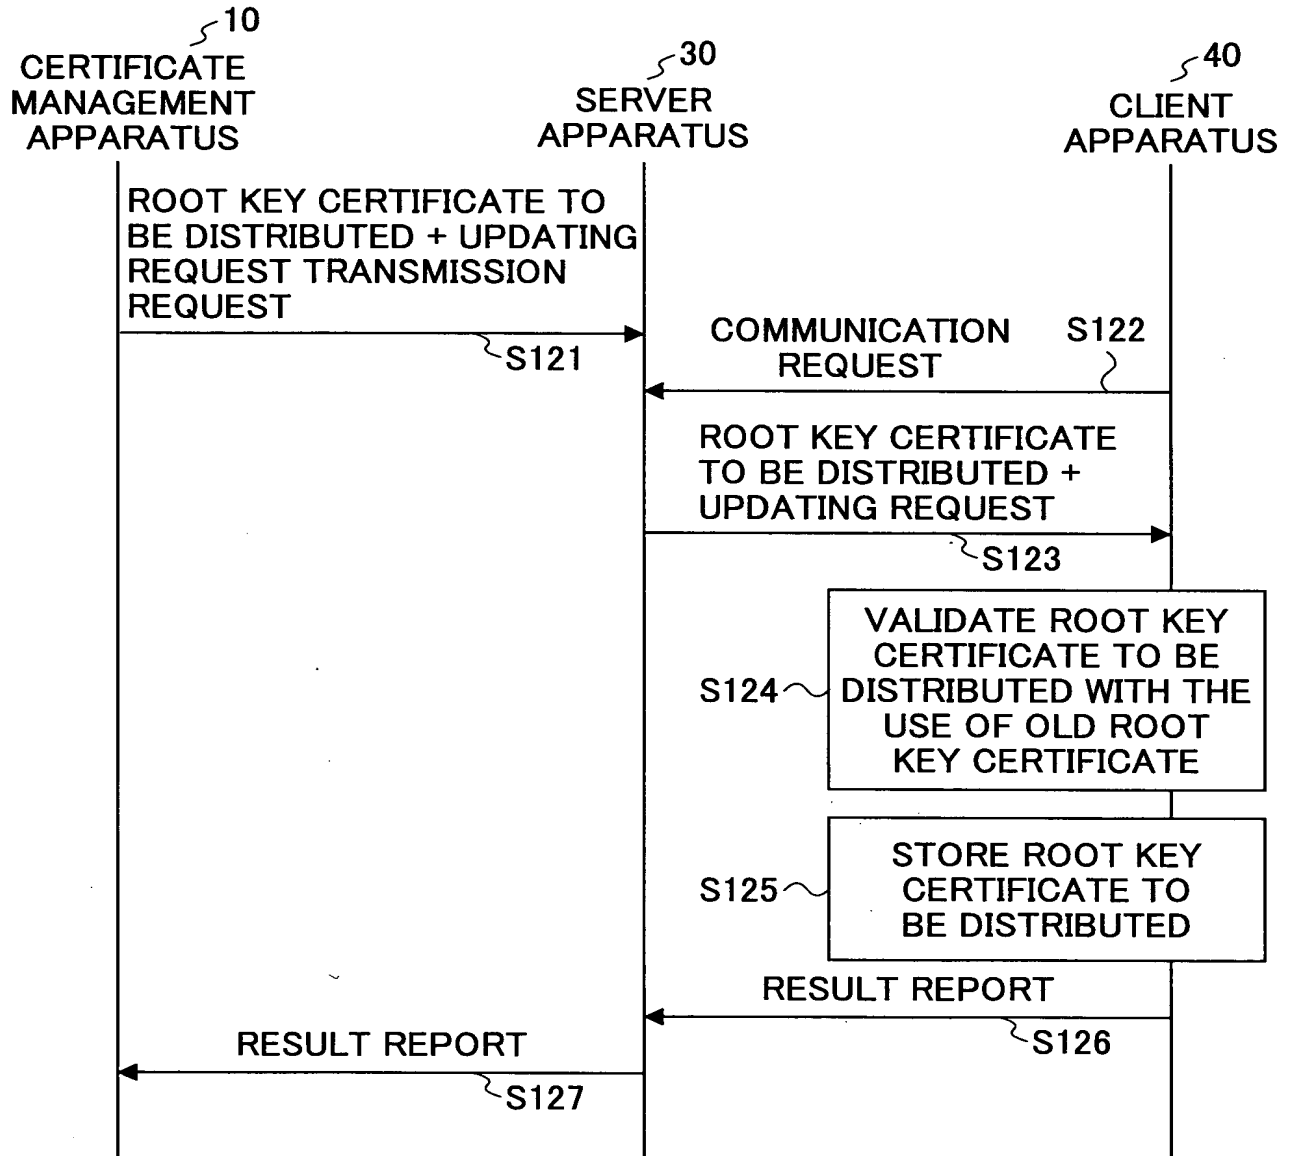 10
CERTIFICATE
MANAGEMENT
APPARATUS
30
SERVER
APPARATUS
40
CLIENT
APPARATUS
ROOT KEY CERTIFICATE TO
BE DISTRIBUTED + UPDATING
REQUEST TRANSMISSION
REQUEST
S121
COMMUNICATION
REQUEST
S122
ROOT KEY CERTIFICATE
TO BE DISTRIBUTED +
UPDATING REQUEST
S123
S124
VALIDATE ROOT KEY
CERTIFICATE TO BE
DISTRIBUTED WITH THE
USE OF OLD ROOT
KEY CERTIFICATE
S125
STORE ROOT KEY
CERTIFICATE TO
BE DISTRIBUTED
RESULT REPORT
S126
RESULT REPORT
S127